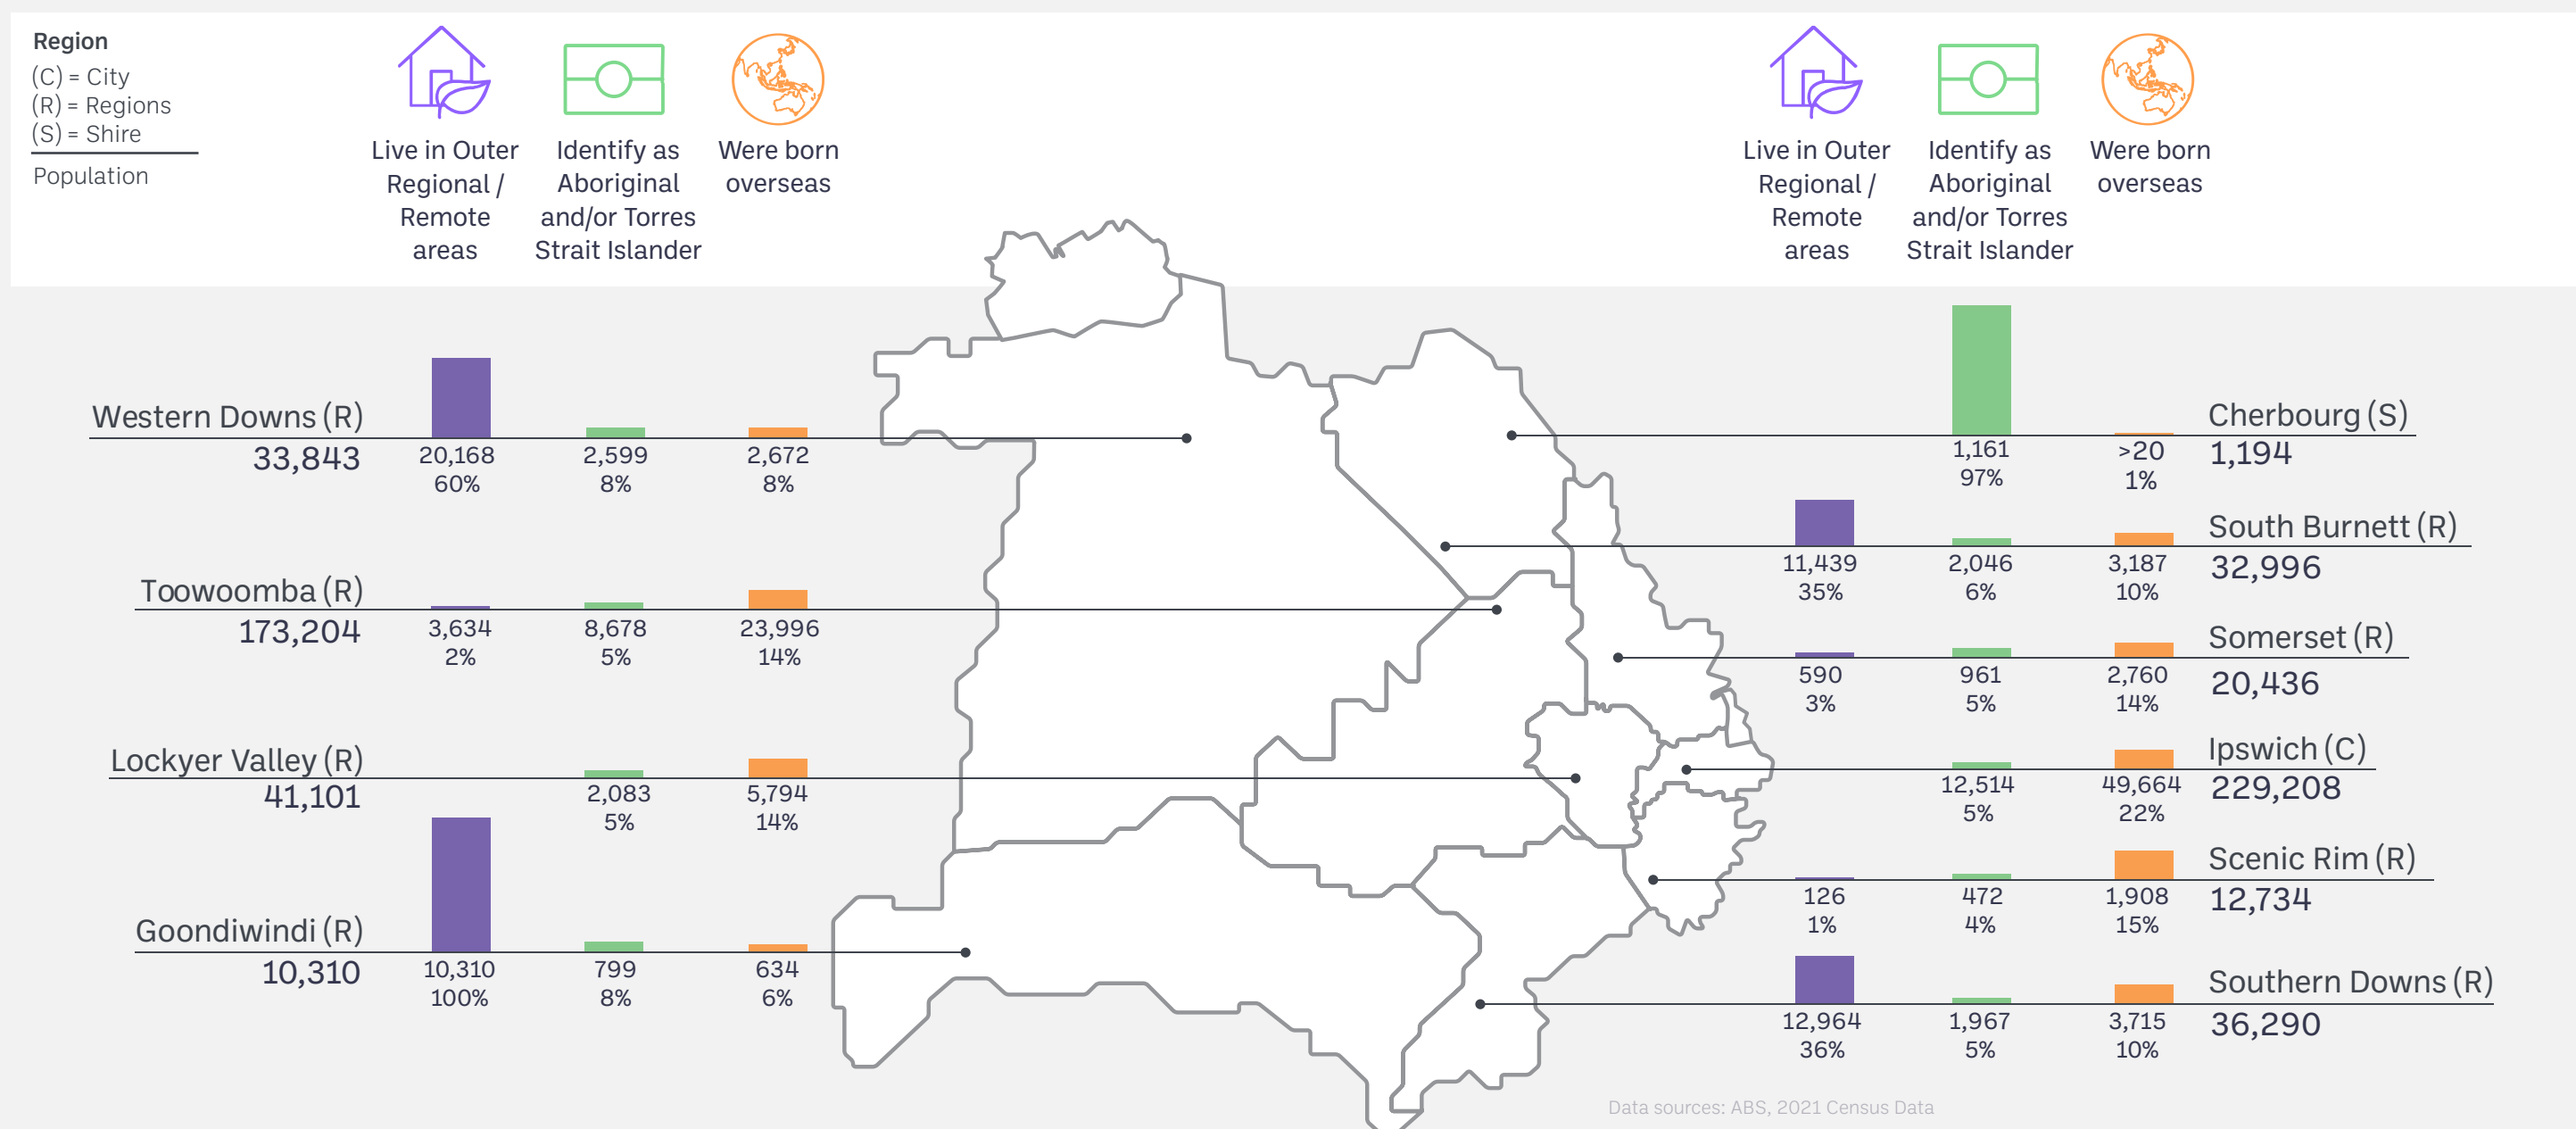 Region
(C) = City
(R) = Regions
(S) = Shire
Population
Live in Outer
Regional /
Remote
areas
Identify as
Aboriginal
and/or Torres
Strait Islander
Were born
overseas
Live in Outer
Regional /
Remote
areas
Identify as
Aboriginal
and/or Torres
Strait Islander
Were born
overseas
Western Downs (R)
33,843
20,168
60%
2,599
8%
2,672
8%
Toowoomba (R)
173,204
3,634
2%
8,678
5%
23,996
14%
Lockyer Valley (R)
41,101
2,083
5%
5,794
14%
Goondiwindi (R)
10,310
10,310
100%
799
8%
634
6%
1,161
97%
>20
1%
Cherbourg (S)
1,194
11,439
35%
2,046
6%
3,187
10%
South Burnett (R)
32,996
590
3%
961
5%
2,760
14%
Somerset (R)
20,436
12,514
5%
49,664
22%
Ipswich (C)
229,208
126
1%
472
4%
1,908
15%
Scenic Rim (R)
12,734
12,964
36%
1,967
5%
3,715
10%
Southern Downs (R)
36,290
Data sources: ABS, 2021 Census Data